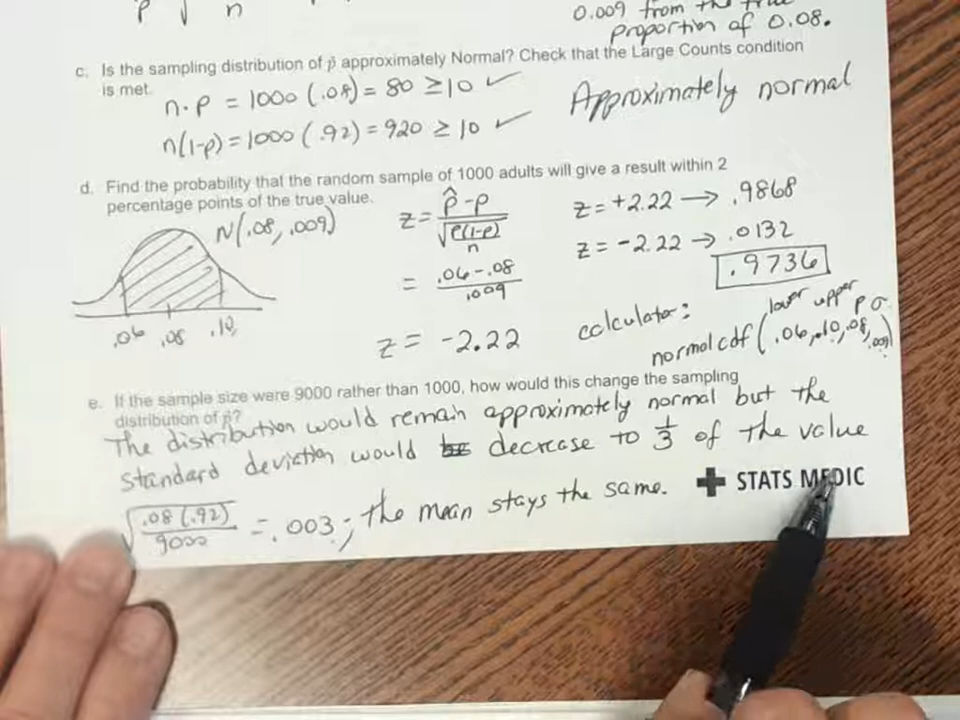 p̂ √ n
0.009 from the true
proportion of 0.08.
c. Is the sampling distribution of p̂ approximately Normal? Check that the Large Counts condition
is met.
n·p = 1000 (.08) = 80 ≥ 10 ✓
Approximately normal
n(1-p) = 1000 (.92) = 920 ≥ 10 ✓
d. Find the probability that the random sample of 1000 adults will give a result within 2
percentage points of the true value.
N(.08, .009)
.06 .08 .10
z = p̂ - p / √ p(1-p) / n
= .06 - .08 / .009
z = -2.22
z = +2.22 → .9868
z = -2.22 → .0132
.9736
calculator:
lower upper p σ
normalcdf (.06, .10, .08, .009)
e. If the sample size were 9000 rather than 1000, how would this change the sampling
distribution of p̂?
The distribution would remain approximately normal but the
standard deviation would decrease to 1/3 of the value
√ .08 (.92) / 9000 = .003; the mean stays the same.
STATS MEDIC